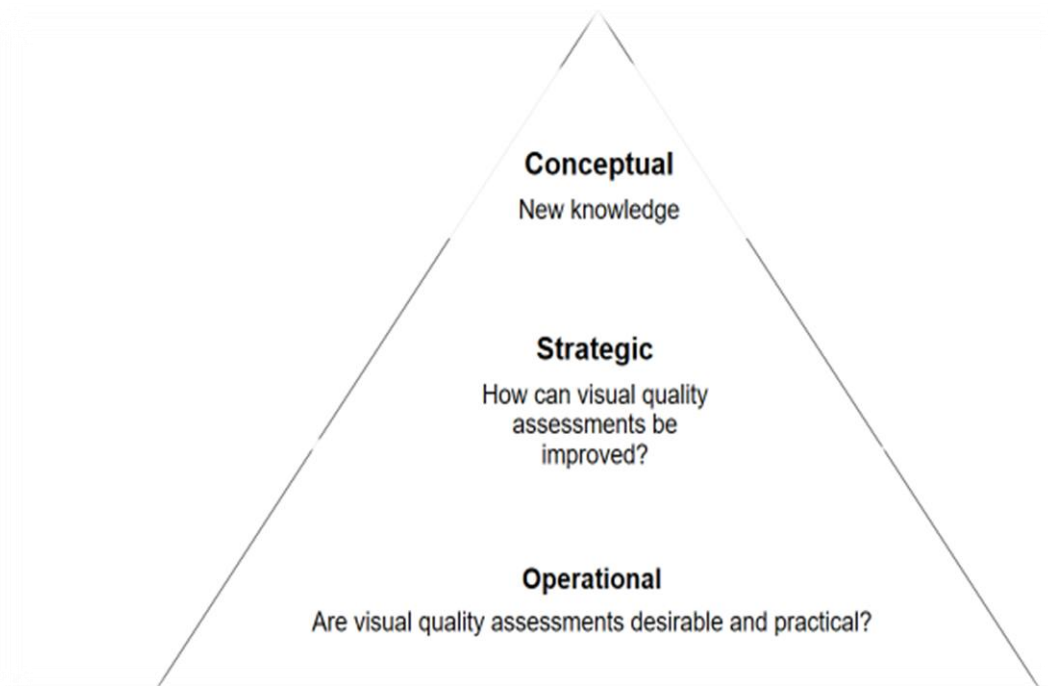 Conceptual
New knowledge
Strategic
How can visual quality
assessments be
improved?
Operational
Are visual quality assessments desirable and practical?